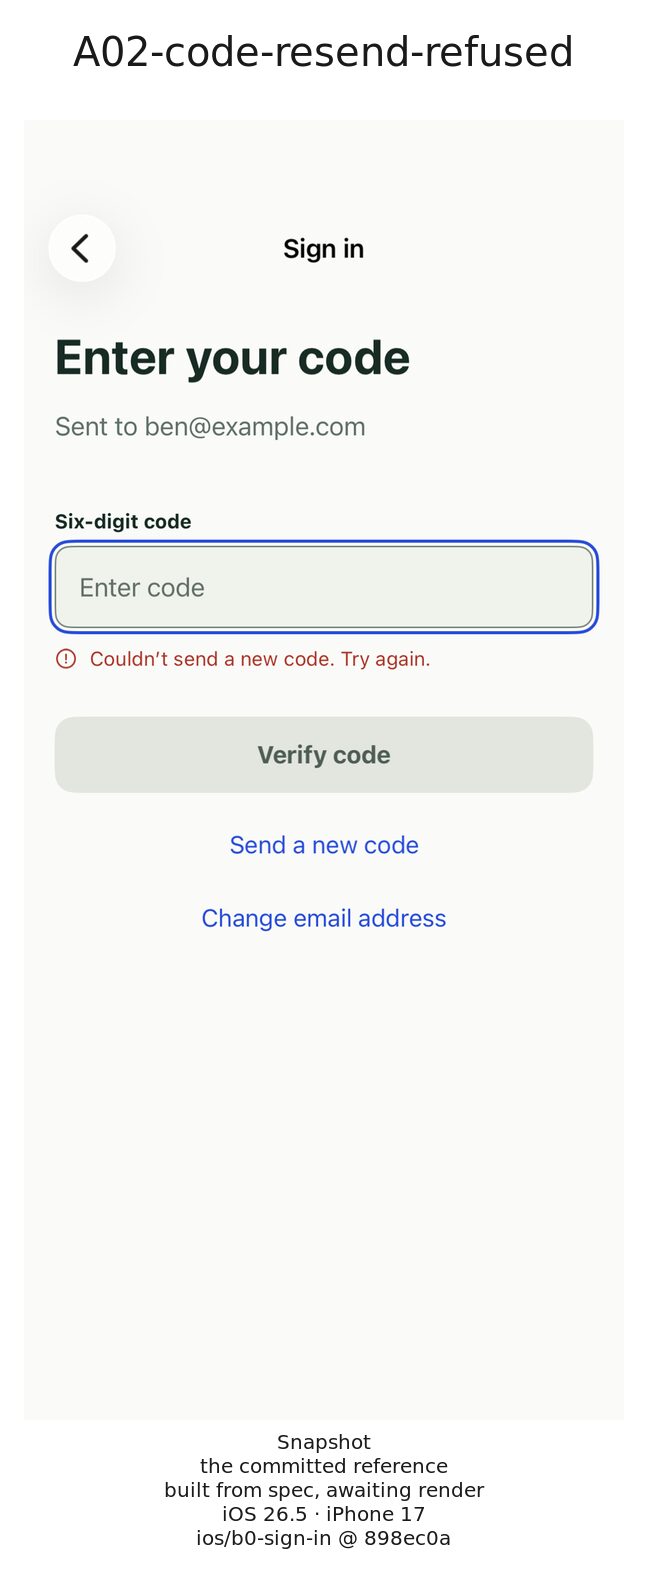 A02-code-resend-refused
Sign in
Enter your code
Sent to ben@example.com
Six-digit code
Enter code
Couldn’t send a new code. Try again.
Verify code
Send a new code
Change email address
Snapshot
the committed reference
built from spec, awaiting render
iOS 26.5 · iPhone 17
ios/b0-sign-in @ 898ec0a